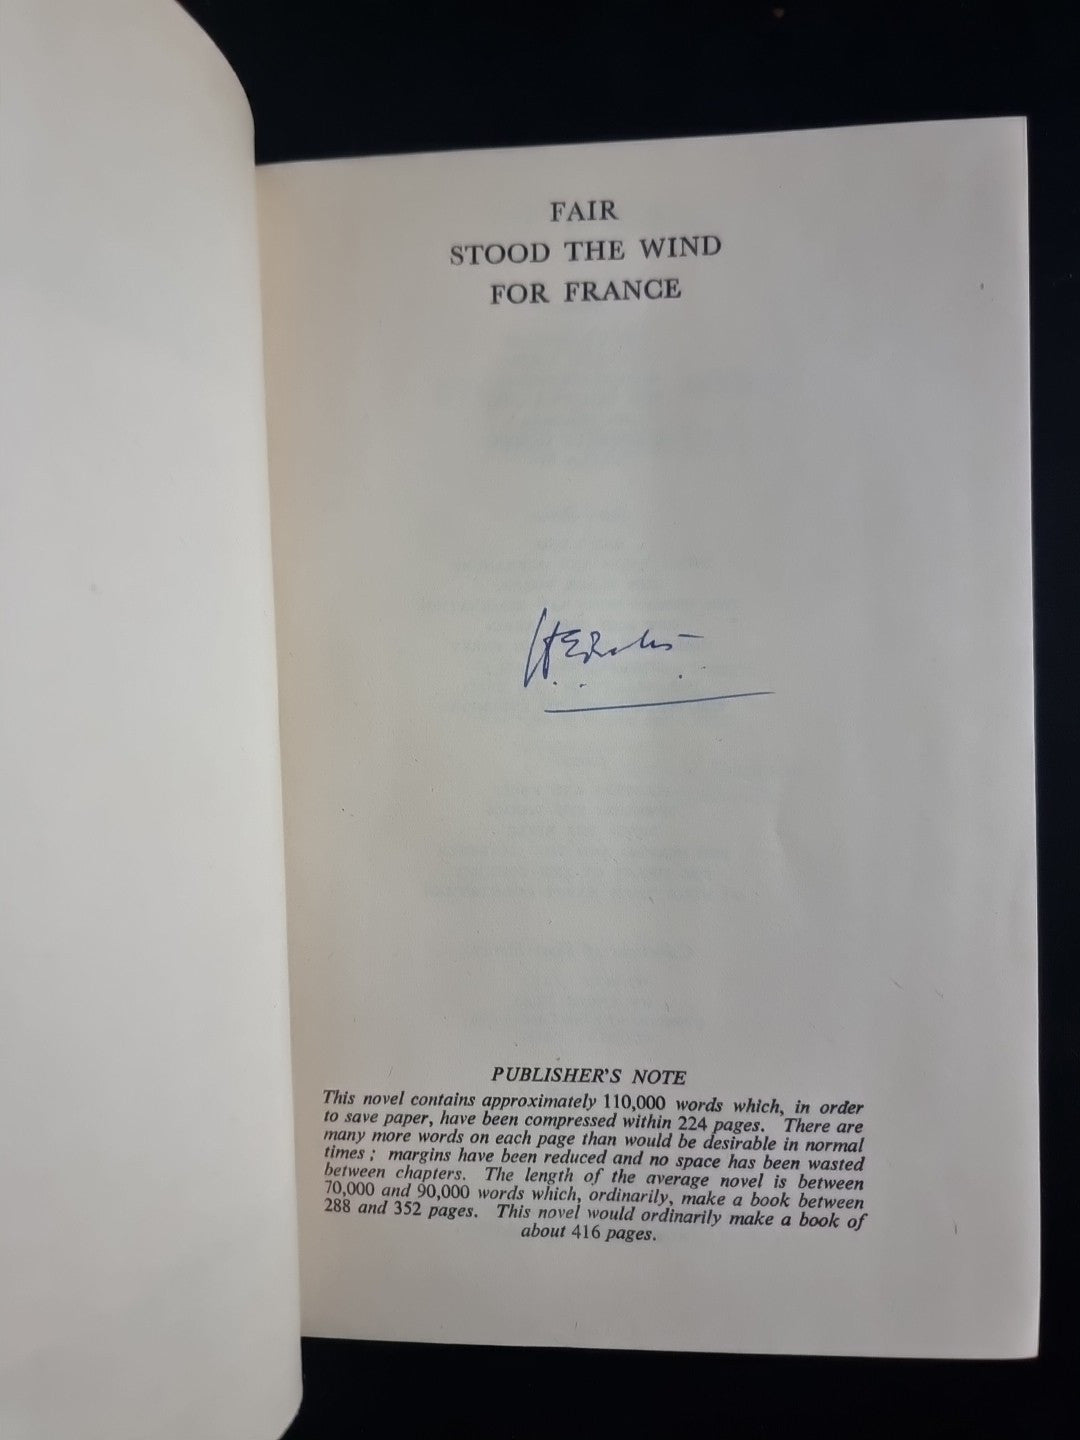 FAIR
STOOD THE WIND
FOR FRANCE
H.E. Bates
PUBLISHER'S NOTE
This novel contains approximately 110,000 words which, in order
to save paper, have been compressed within 224 pages. There are
many more words on each page than would be desirable in normal
times ; margins have been reduced and no space has been wasted
between chapters. The length of the average novel is between
70,000 and 90,000 words which, ordinarily, make a book between
288 and 352 pages. This novel would ordinarily make a book of
about 416 pages.